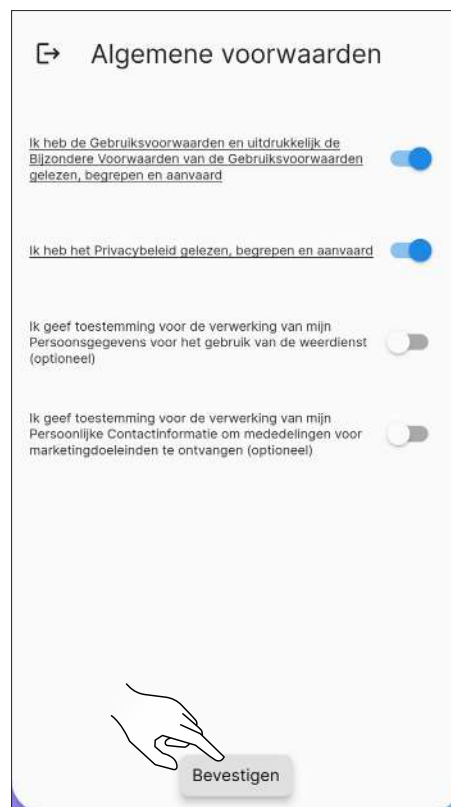 Algemene voorwaarden
Ik heb de Gebruiksvoorwaarden en uitdrukkelijk de
Bijzondere Voorwaarden van de Gebruiksvoorwaarden
gelezen, begrepen en aanvaard
Ik heb het Privacybeleid gelezen, begrepen en aanvaard
Ik geef toestemming voor de verwerking van mijn
Persoonsgegevens voor het gebruik van de weerdienst
(optioneel)
Ik geef toestemming voor de verwerking van mijn
Persoonlijke Contactinformatie om mededelingen voor
marketingdoeleinden te ontvangen (optioneel)
Bevestigen